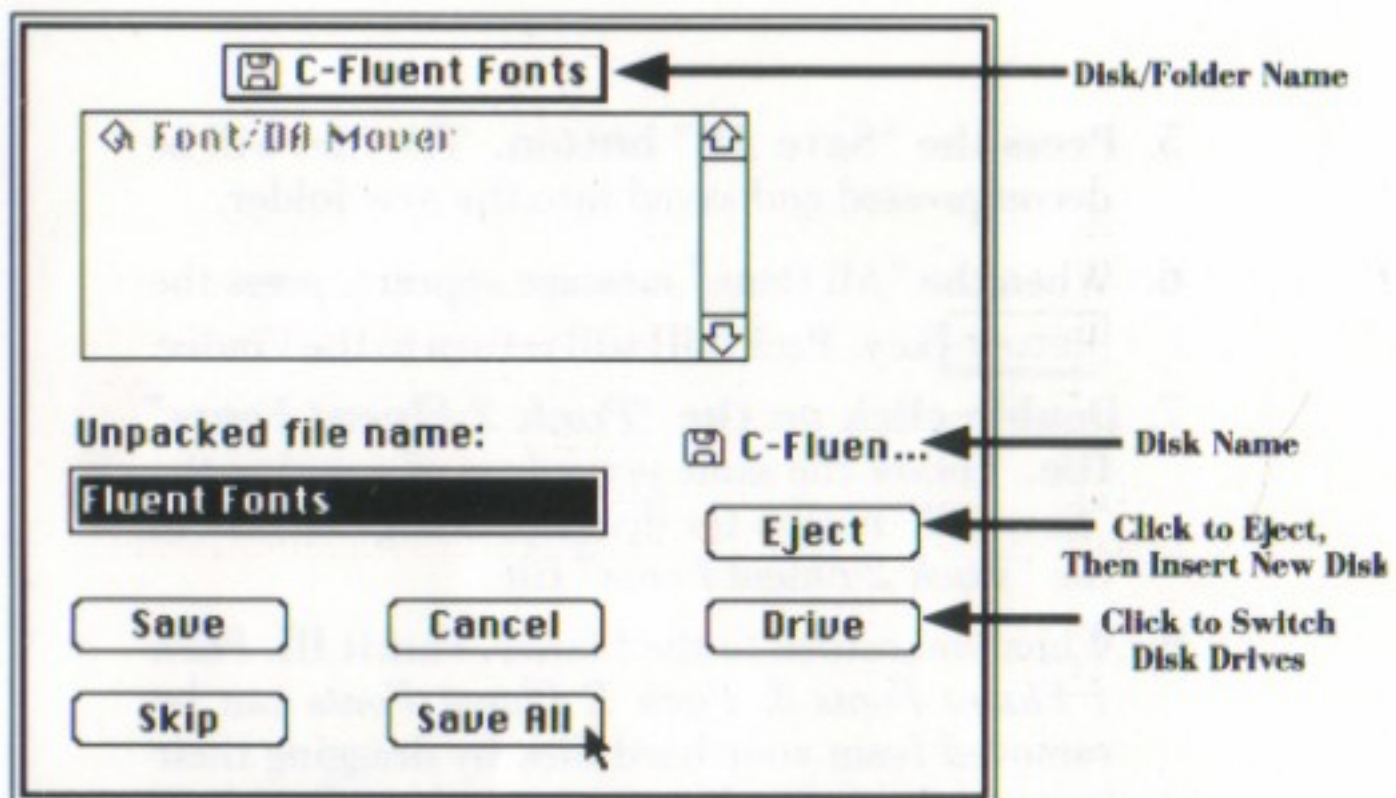 C-Fluent Fonts
Disk/Folder Name
Font/DA Mover
Unpacked file name:
C-Fluen...
Disk Name
Fluent Fonts
Eject
Click to Eject,
Then Insert New Disk
Save
Cancel
Drive
Click to Switch
Disk Drives
Skip
Save All